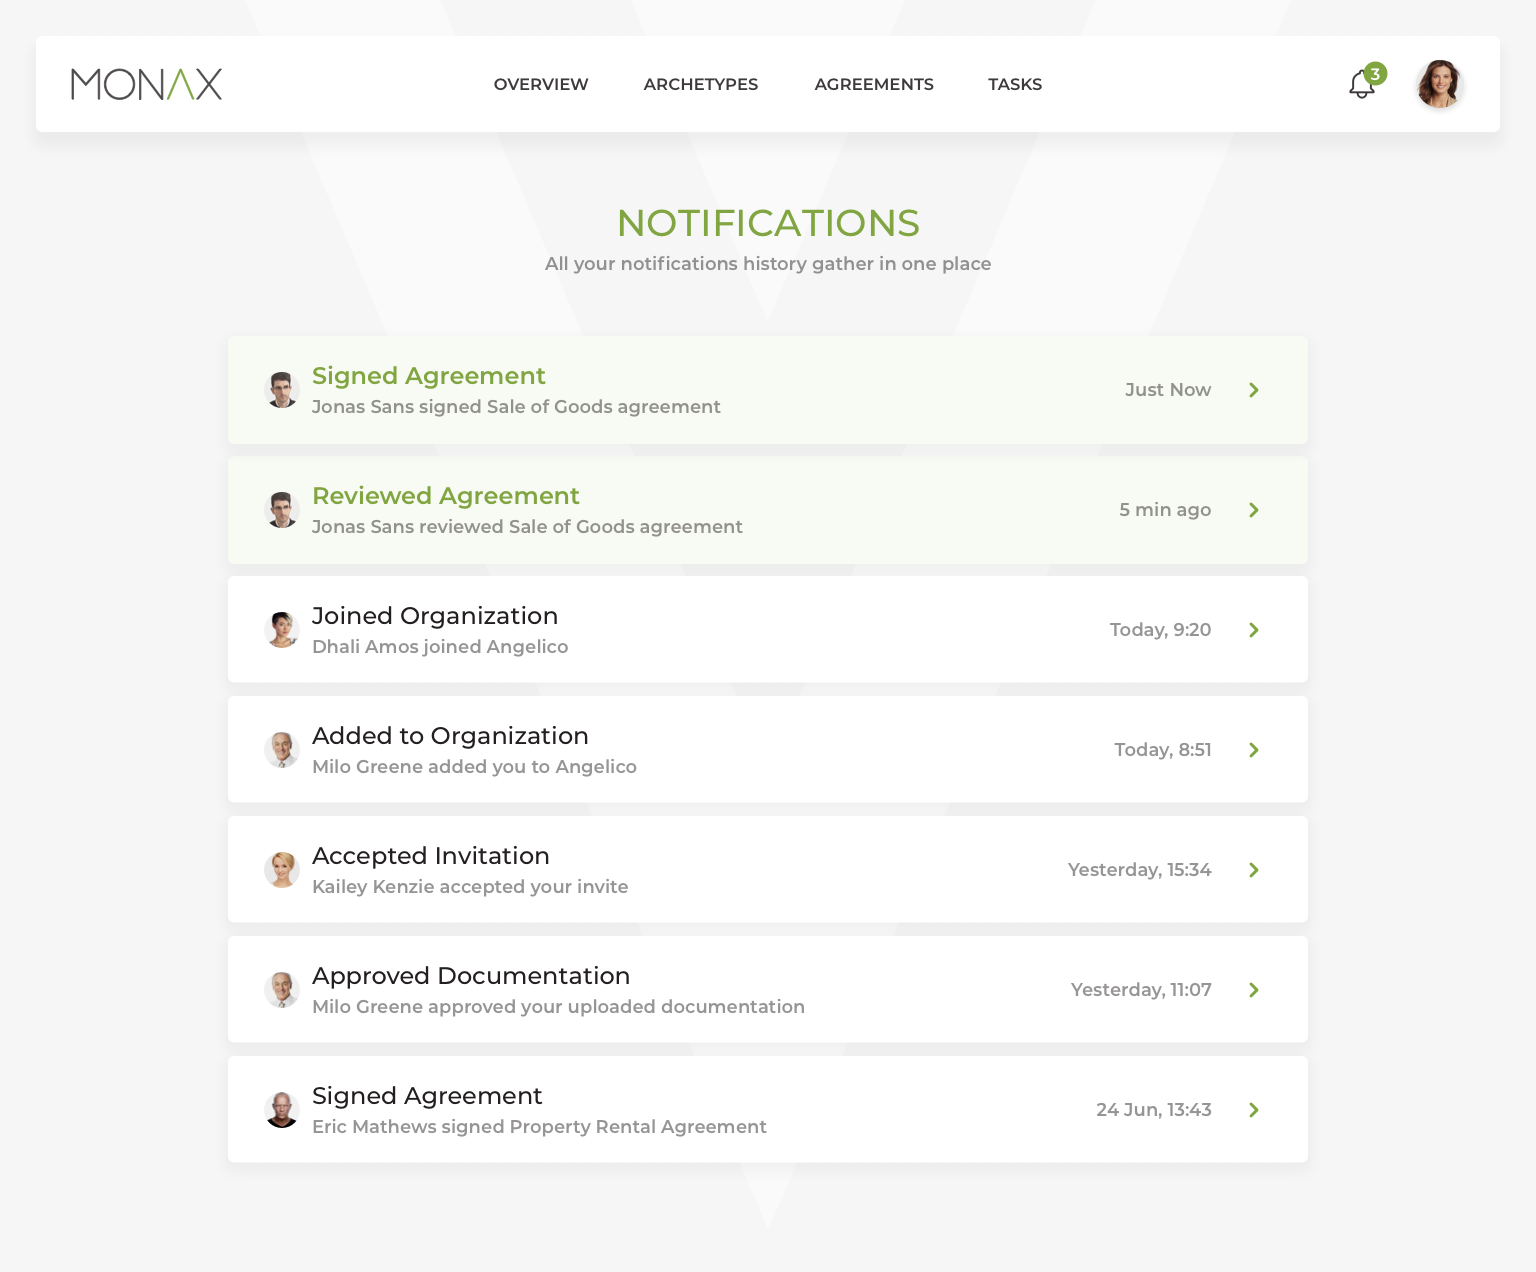 MONAX
OVERVIEW
ARCHETYPES
AGREEMENTS
TASKS
3
NOTIFICATIONS
All your notifications history gather in one place
Signed Agreement
Jonas Sans signed Sale of Goods agreement
Just Now
Reviewed Agreement
Jonas Sans reviewed Sale of Goods agreement
5 min ago
Joined Organization
Dhali Amos joined Angelico
Today, 9:20
Added to Organization
Milo Greene added you to Angelico
Today, 8:51
Accepted Invitation
Kailey Kenzie accepted your invite
Yesterday, 15:34
Approved Documentation
Milo Greene approved your uploaded documentation
Yesterday, 11:07
Signed Agreement
Eric Mathews signed Property Rental Agreement
24 Jun, 13:43